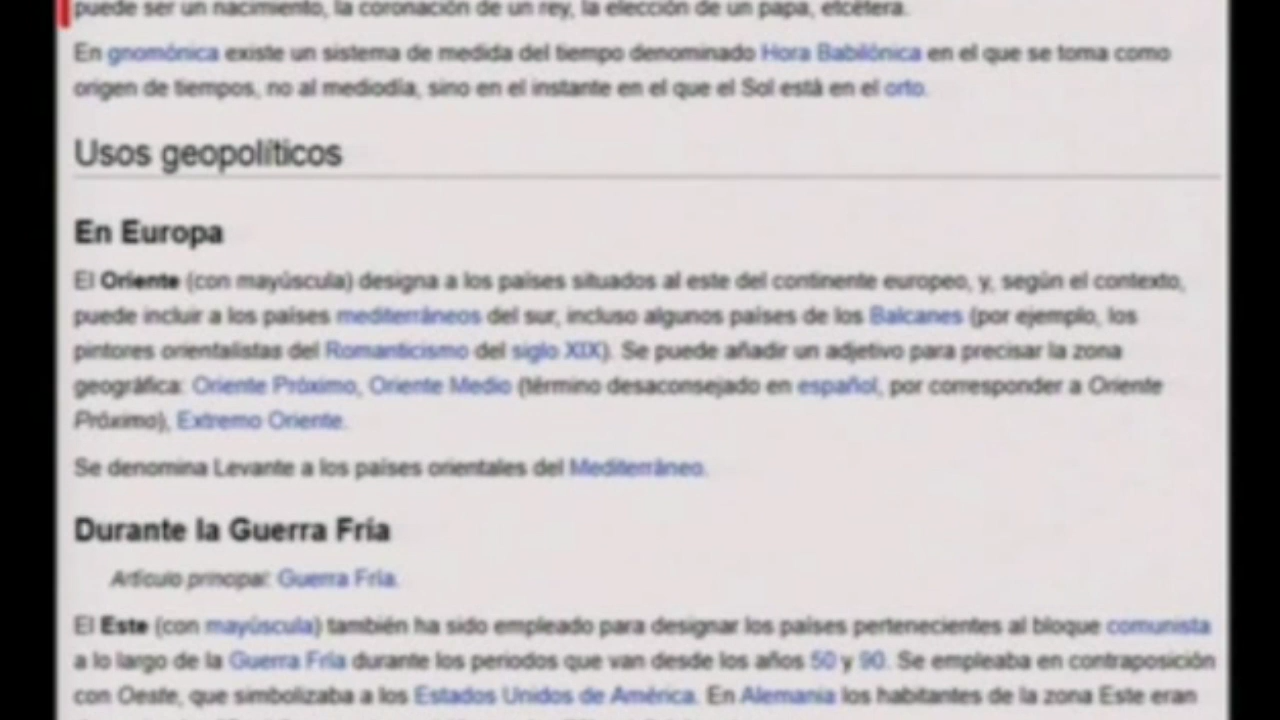 puede ser un nacimiento, la coronación de un rey, la elección de un papa, etcétera.
En gnomónica existe un sistema de medida del tiempo denominado Hora Babilónica en el que se toma como
origen de tiempos, no al mediodía, sino en el instante en el que el Sol está en el orto.
Usos geopolíticos
En Europa
El Oriente (con mayúscula) designa a los países situados al este del continente europeo, y, según el contexto,
puede incluir a los países mediterráneos del sur, incluso algunos países de los Balcanes (por ejemplo, los
pintores orientalistas del Romanticismo del siglo XIX). Se puede añadir un adjetivo para precisar la zona
geográfica: Oriente Próximo, Oriente Medio (término desaconsejado en español, por corresponder a Oriente
Próximo), Extremo Oriente.
Se denomina Levante a los países orientales del Mediterráneo.
Durante la Guerra Fría
Artículo principal: Guerra Fría.
El Este (con mayúscula) también ha sido empleado para designar los países pertenecientes al bloque comunista
a lo largo de la Guerra Fría durante los periodos que van desde los años 50 y 90. Se empleaba en contraposición
con Oeste, que simbolizaba a los Estados Unidos de América. En Alemania los habitantes de la zona Este eran